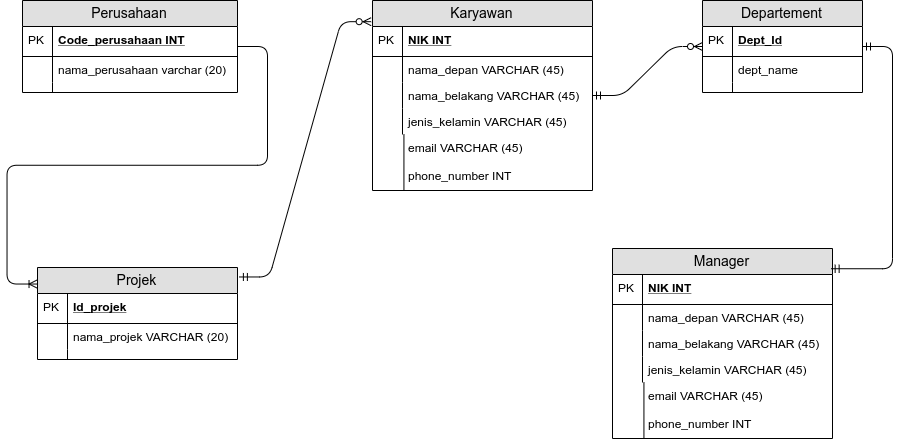 Perusahaan
PK Code_perusahaan INT
nama_perusahaan varchar (20)
Karyawan
PK NIK INT
nama_depan VARCHAR (45)
nama_belakang VARCHAR (45)
jenis_kelamin VARCHAR (45)
email VARCHAR (45)
phone_number INT
Departement
PK Dept_Id
dept_name
Projek
PK Id_projek
nama_projek VARCHAR (20)
Manager
PK NIK INT
nama_depan VARCHAR (45)
nama_belakang VARCHAR (45)
jenis_kelamin VARCHAR (45)
email VARCHAR (45)
phone_number INT